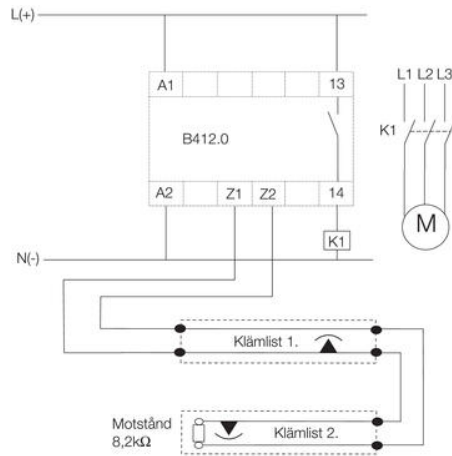 L(+)
A1
13
L1 L2 L3
B412.0
K1
A2
Z1
Z2
14
M
K1
N(-)
Klämlist 1.
Motstånd
8,2kΩ
Klämlist 2.